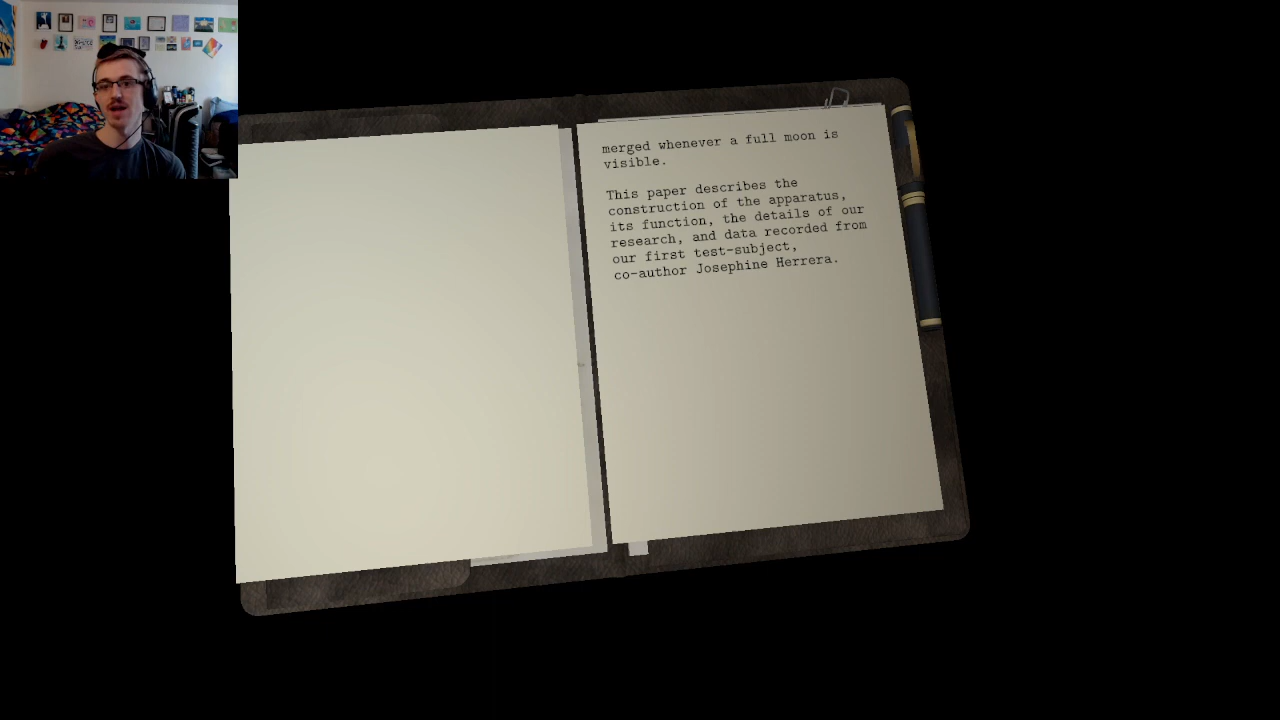 merged whenever a full moon is
visible.
This paper describes the
construction of the apparatus,
its function, the details of our
research, and data recorded from
our first test-subject,
co-author Josephine Herrera.